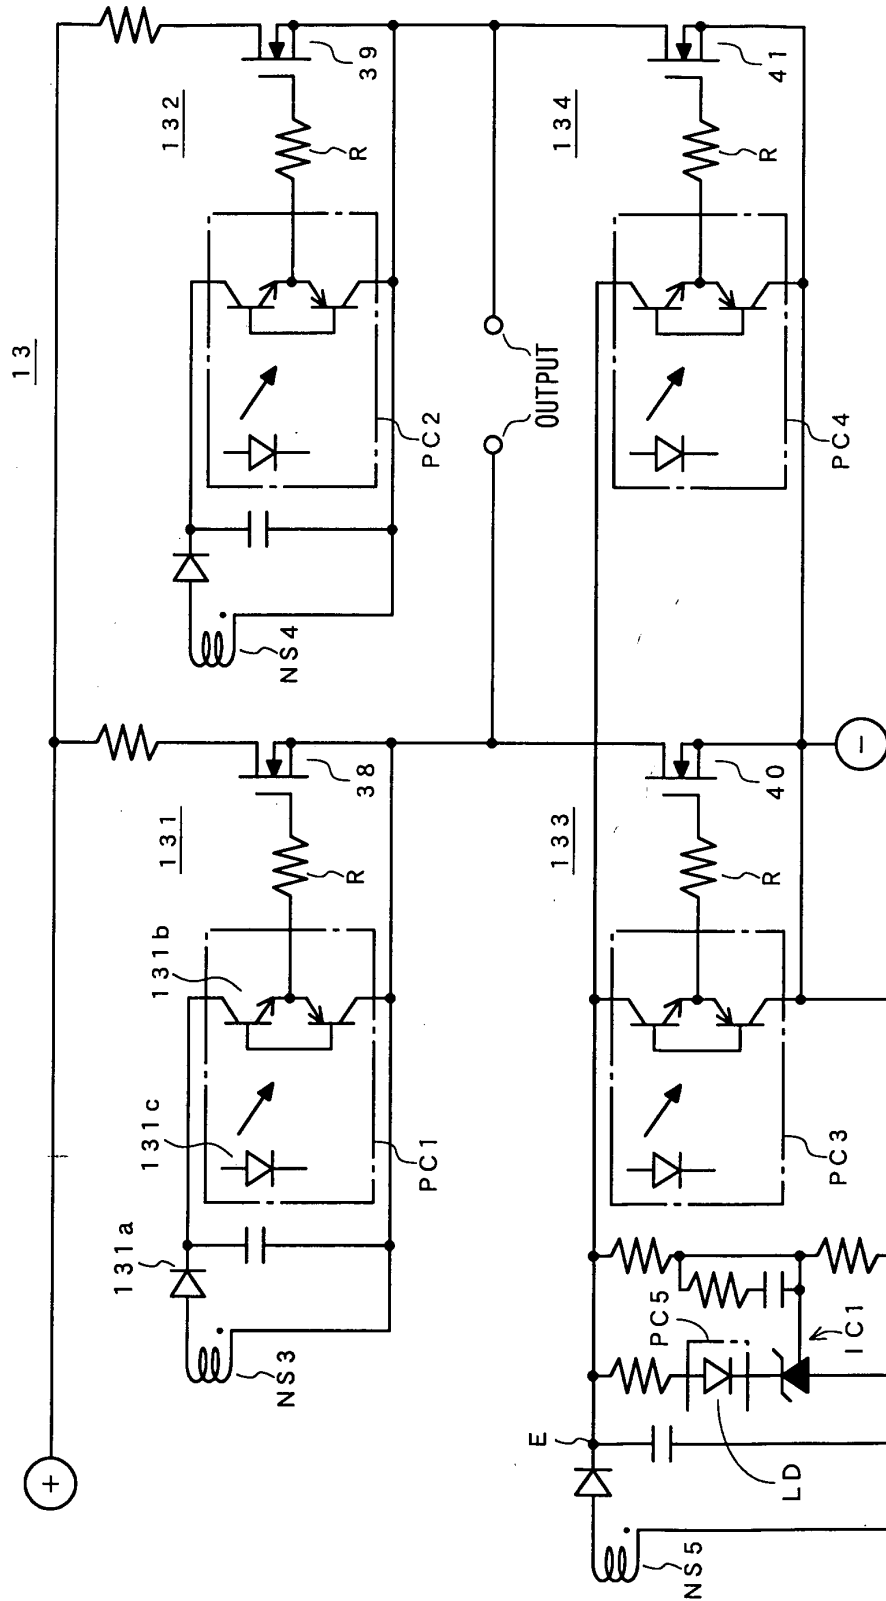 13
132
39
R
PC2
NS4
134
41
R
PC4
OUTPUT
131
38
R
131b
131c
131a
PC1
NS3
133
40
R
PC3
PC5
IC1
E
LD
NS5
+
−